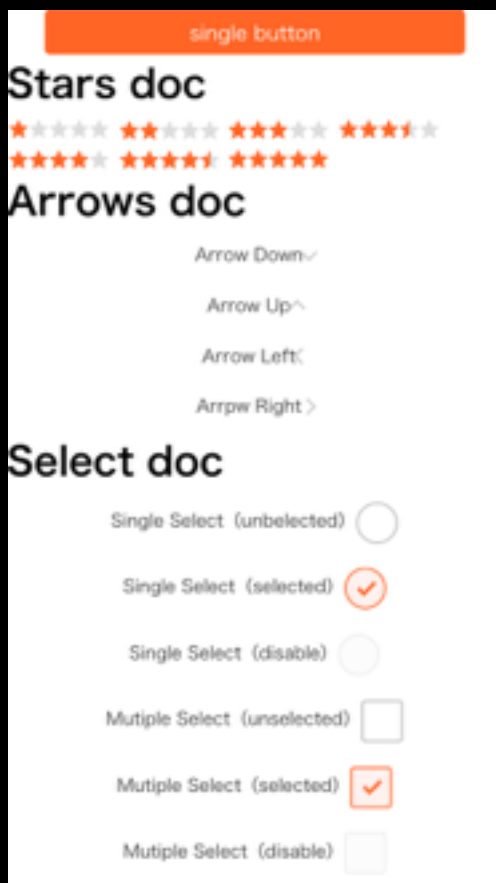 single button
Stars doc
Arrows doc
Arrow Down
Arrow Up
Arrow Left
Arrpw Right
Select doc
Single Select (unbelected)
Single Select (selected)
Single Select (disable)
Mutiple Select (unselected)
Mutiple Select (selected)
Mutiple Select (disable)